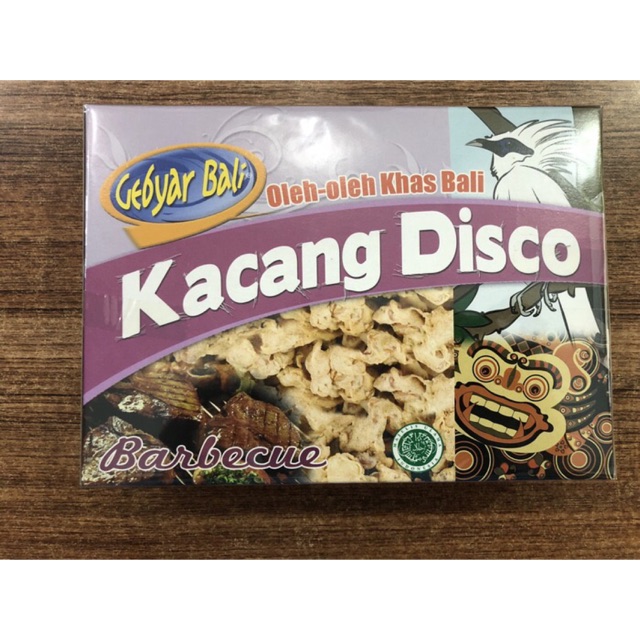 Gebyar Bali
Oleh-oleh Khas Bali
Kacang Disco
Barbecue